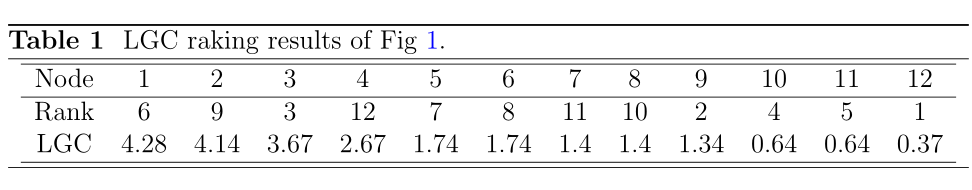 Table 1 LGC raking results of Fig 1.
Node 1 2 3 4 5 6 7 8 9 10 11 12
Rank 6 9 3 12 7 8 11 10 2 4 5 1
LGC 4.28 4.14 3.67 2.67 1.74 1.74 1.4 1.4 1.34 0.64 0.64 0.37